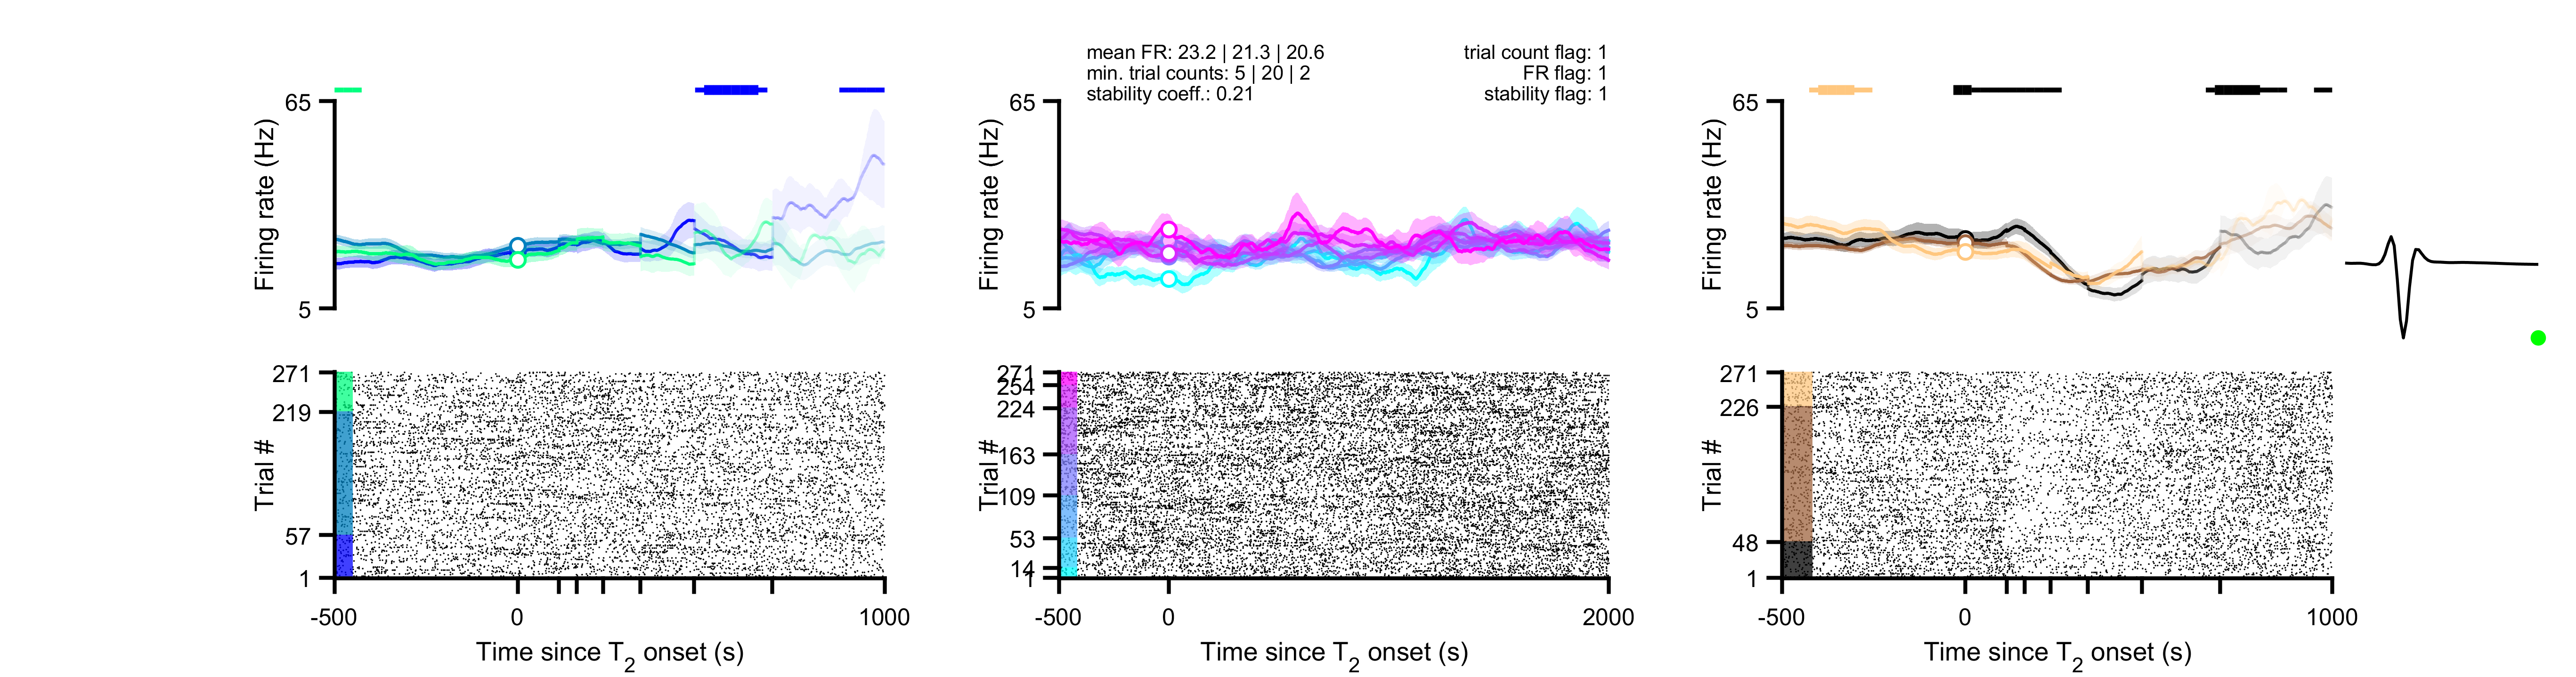 mean FR: 23.2 | 21.3 | 20.6
min. trial counts: 5 | 20 | 2
stability coeff.: 0.21
trial count flag: 1
FR flag: 1
stability flag: 1
65
Firing rate (Hz)
5
65
Firing rate (Hz)
5
65
Firing rate (Hz)
5
271
219
Trial #
57
1
-500
0
1000
Time since T2 onset (s)
271
254
224
163
Trial #
109
53
14
1
-500
0
2000
Time since T2 onset (s)
271
226
Trial #
48
1
-500
0
1000
Time since T2 onset (s)